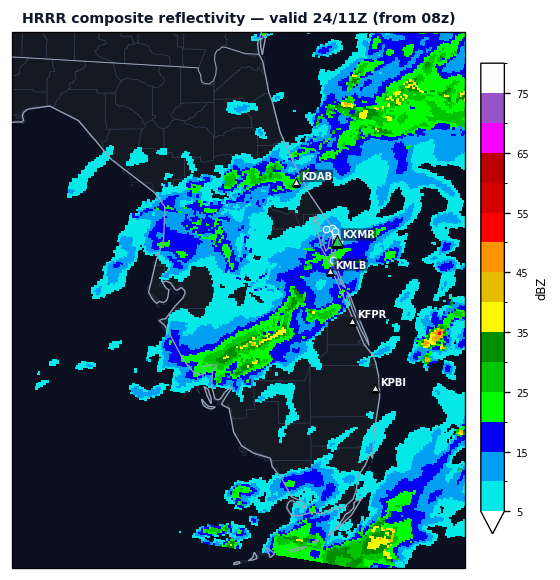 HRRR composite reflectivity — valid 24/11Z (from 08z)
KDAB
KXMR
KMLB
KFPR
KPBI
75
65
55
45
35
25
15
5
dBZ